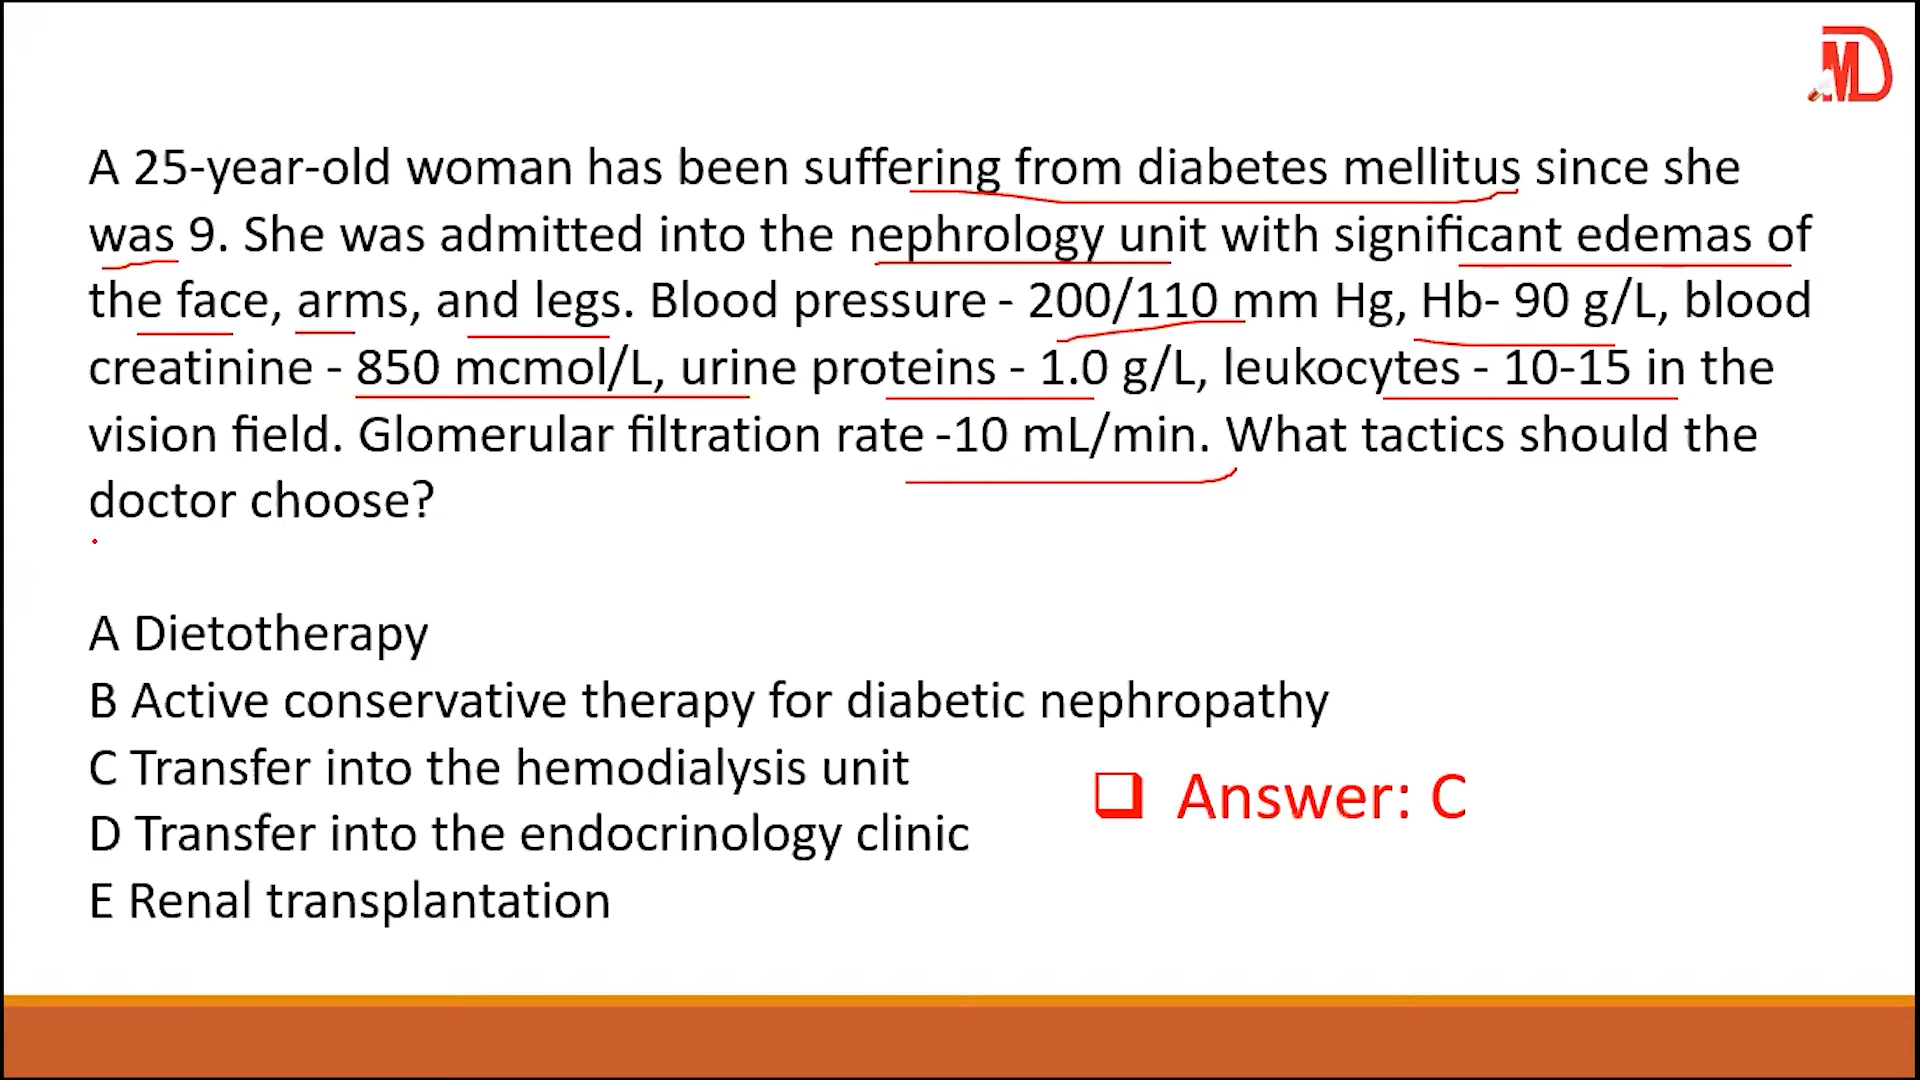 MD
A 25-year-old woman has been suffering from diabetes mellitus since she
was 9. She was admitted into the nephrology unit with significant edemas of
the face, arms, and legs. Blood pressure - 200/110 mm Hg, Hb- 90 g/L, blood
creatinine - 850 mcmol/L, urine proteins - 1.0 g/L, leukocytes - 10-15 in the
vision field. Glomerular filtration rate -10 mL/min. What tactics should the
doctor choose?
A Dietotherapy
B Active conservative therapy for diabetic nephropathy
C Transfer into the hemodialysis unit
D Transfer into the endocrinology clinic
E Renal transplantation
❑ Answer: C